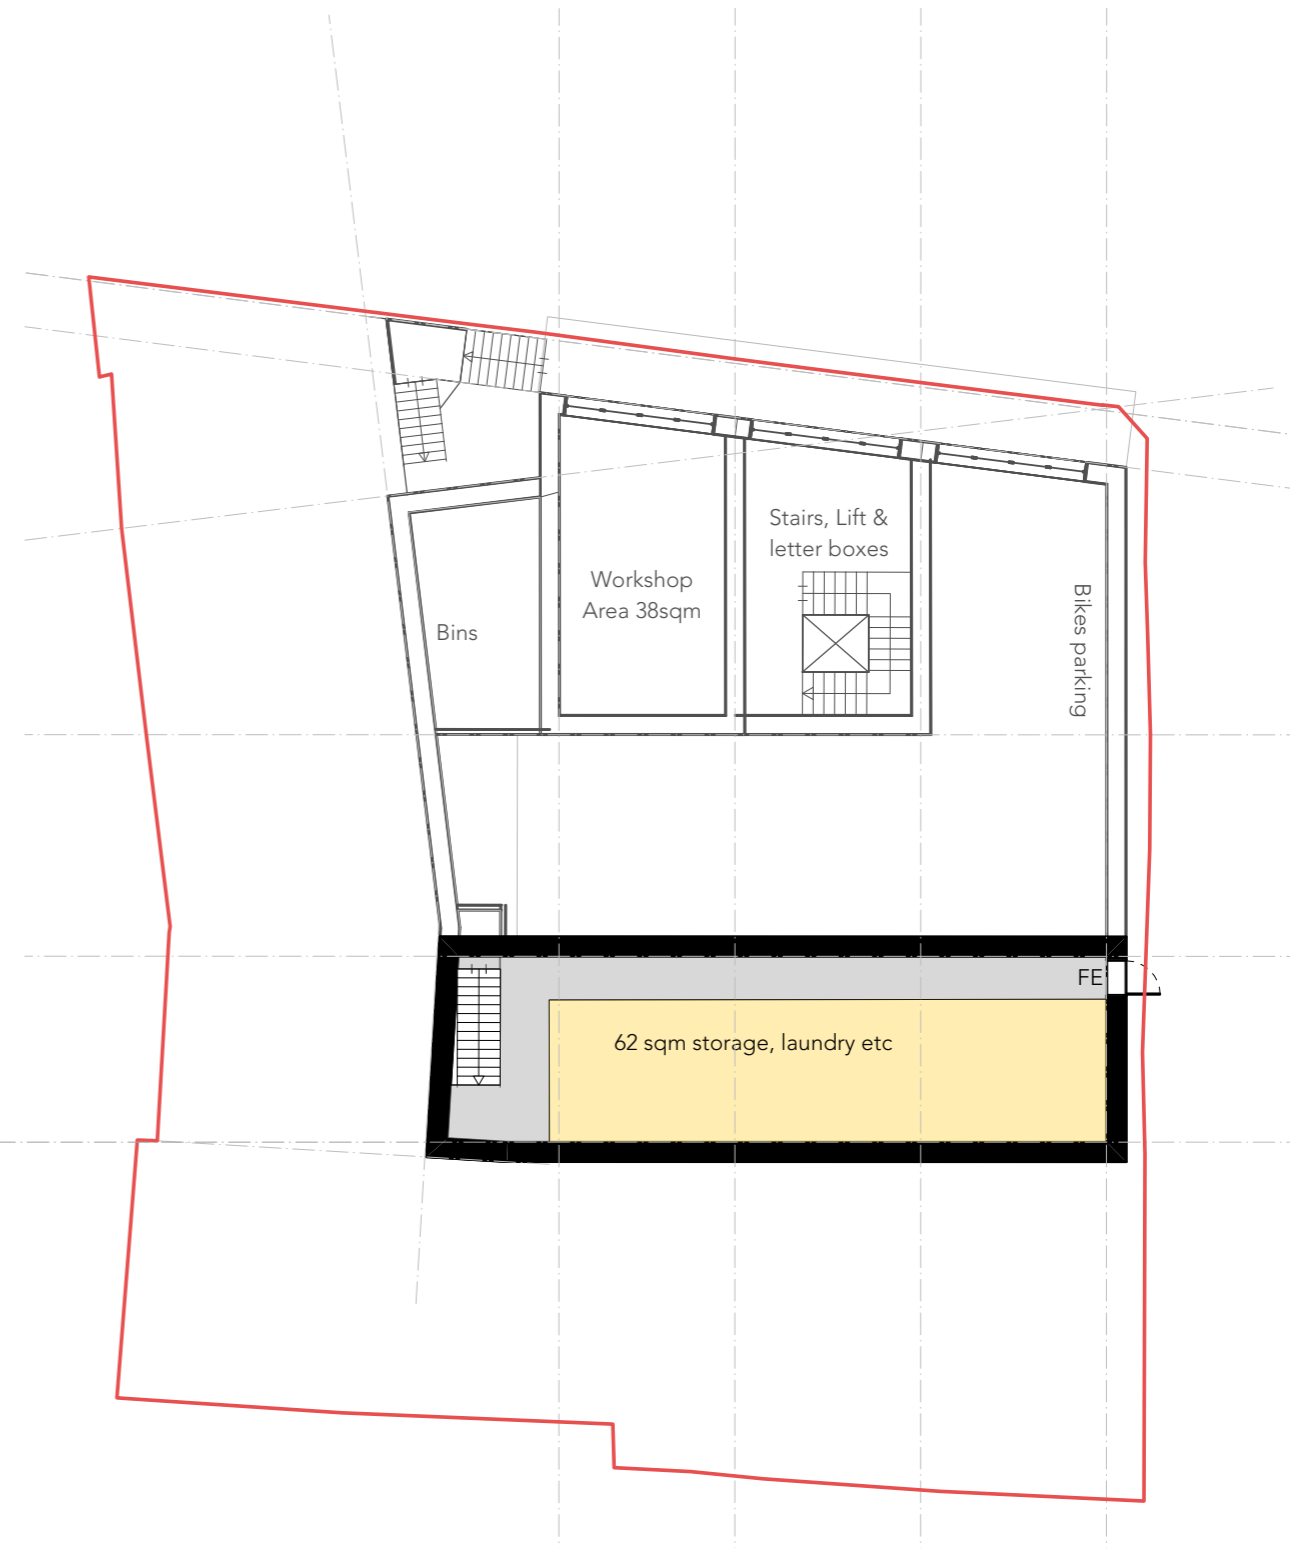 Stairs, Lift &
letter boxes
Workshop
Area 38sqm
Bins
Bikes parking
FE
62 sqm storage, laundry etc